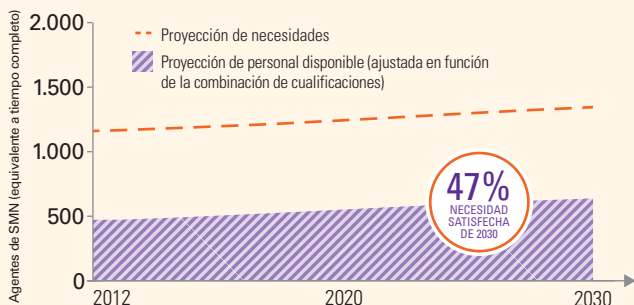 Agentes de SMN (equivalente a tiempo completo)
2.000
1.500
1.000
500
0
Proyección de necesidades
Proyección de personal disponible (ajustada en función
de la combinación de cualificaciones)
47%
NECESIDAD
SATISFECHA
DE 2030
2012
2020
2030